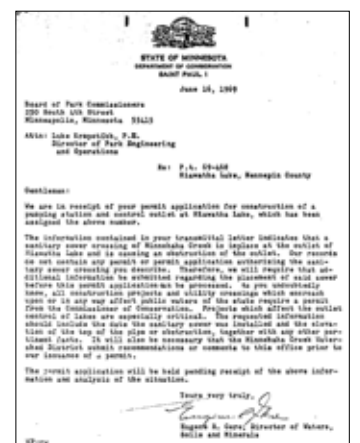 STATE OF MINNESOTA
DEPARTMENT OF CONSERVATION
SAINT PAUL 1
June 16, 1969
Board of Park Commissioners
250 South 4th Street
Minneapolis, Minnesota 55415
Attn: Luke P.E.
Director of Park Engineering
and Operations
Re: P.A. 69-
Hiawatha Lake, Hennepin County
Gentlemen:
We are in receipt of your permit application for construction of a
pumping station and control outlet at Hiawatha Lake, which has been
assigned the above number.
The information contained in your transmittal letter indicates that a
sanitary sewer crossing of Minnehaha Creek is inplace at the outlet of
Hiawatha Lake and is causing an obstruction of the outlet. Our records
do not contain any permit or permit application authorizing the sani-
tary sewer crossing you describe. Therefore, we will require that ad-
ditional information be submitted regarding the placement of said sewer
before this permit application may be processed. As you undoubtedly
know, all construction projects and utility crossings which encroach
upon or in any way affect public waters of the state require a permit
from the Commissioner of Conservation. Projects which affect the outlet
control of lakes are especially critical. The requested information
should include the date the sanitary sewer was installed and the eleva-
tion of the top of the pipe or obstruction, together with any other per-
tinent facts. It will also be necessary that the Minnehaha Creek Water-
shed District submit recommendations or comments to this office prior to
our issuance of a permit.
The permit application will be held pending receipt of the above infor-
mation and analysis of the situation.
Yours very truly,
Eugene R. Gere, Director of Waters,
Soils and Minerals